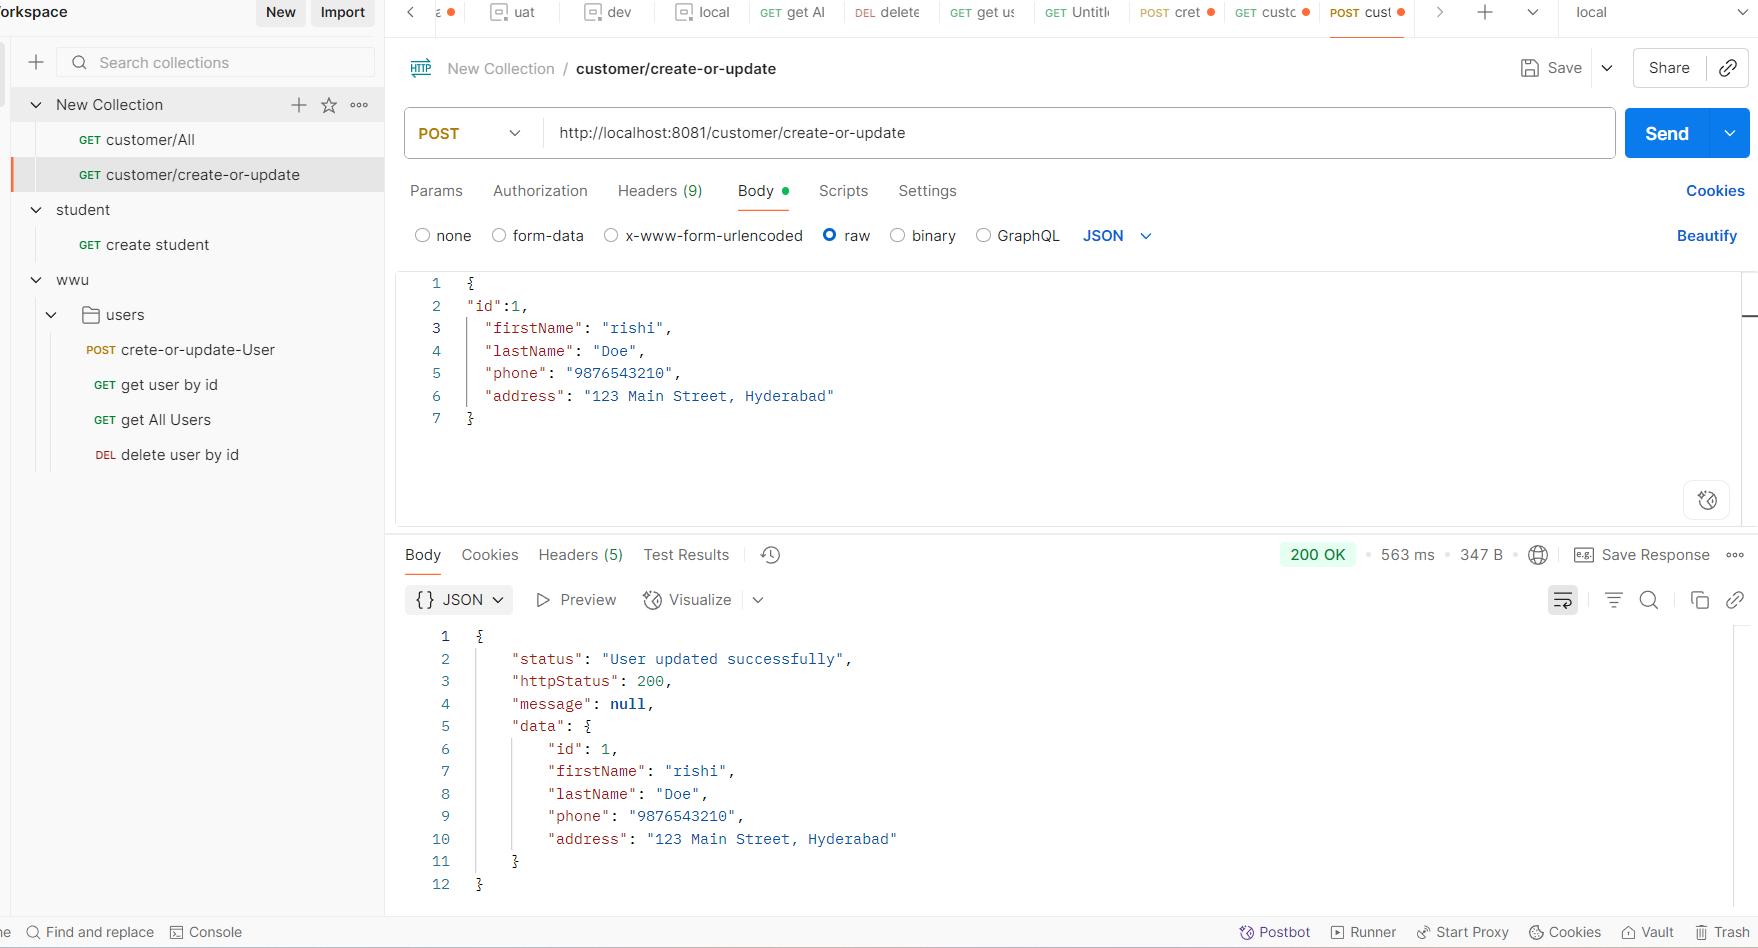 orkspace
New
Import
uat
dev
local
GET get Al
DEL delete
GET get us
GET Untitl
POST cret
GET custo
POST cust
local
Search collections
New Collection / customer/create-or-update
Save
Share
New Collection
GET customer/All
GET customer/create-or-update
student
GET create student
wwu
users
POST crete-or-update-User
GET get user by id
GET get All Users
DEL delete user by id
POST
http://localhost:8081/customer/create-or-update
Send
Params
Authorization
Headers (9)
Body
Scripts
Settings
Cookies
none
form-data
x-www-form-urlencoded
raw
binary
GraphQL
JSON
Beautify
1 {
2 "id":1,
3 "firstName": "rishi",
4 "lastName": "Doe",
5 "phone": "9876543210",
6 "address": "123 Main Street, Hyderabad"
7 }
Body
Cookies
Headers (5)
Test Results
200 OK
563 ms
347 B
e.g.
Save Response
{} JSON
Preview
Visualize
1 {
2 "status": "User updated successfully",
3 "httpStatus": 200,
4 "message": null,
5 "data": {
6 "id": 1,
7 "firstName": "rishi",
8 "lastName": "Doe",
9 "phone": "9876543210",
10 "address": "123 Main Street, Hyderabad"
11 }
12 }
ne
Find and replace
Console
Postbot
Runner
Start Proxy
Cookies
Vault
Trash